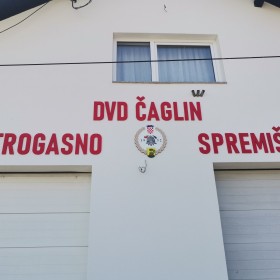 DVD ČAGLIN
TROGASNO SPREMIŠ